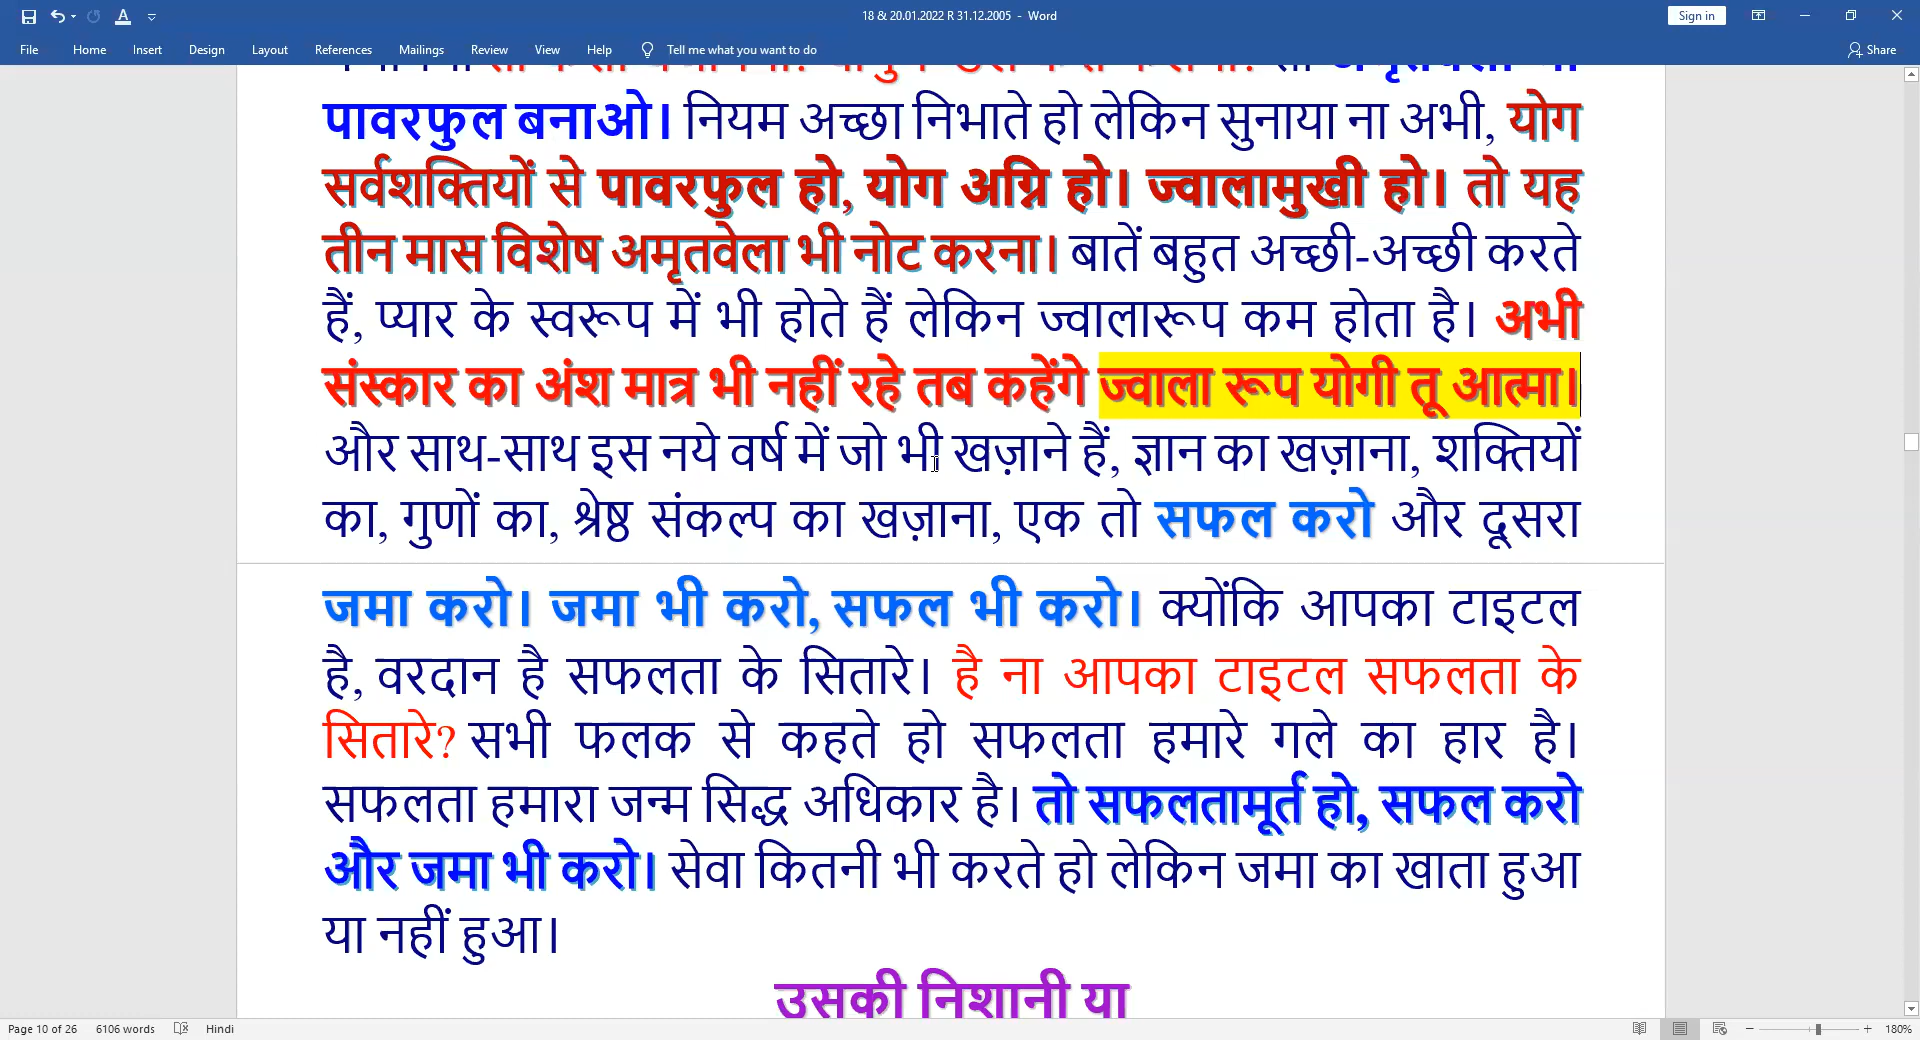 18 & 20.01.2022 R 31.12.2005 - Word
Sign in
File Home Insert Design Layout References Mailings Review View Help Tell me what you want to do Share
पावरफुल बनाओ। नियम अच्छा निभाते हो लेकिन सुनाया ना अभी, योग
सर्वशक्तियों से पावरफुल हो, योग अग्नि हो। ज्वालामुखी हो। तो यह
तीन मास विशेष अमृतवेला भी नोट करना। बातें बहुत अच्छी-अच्छी करते
हैं, प्यार के स्वरूप में भी होते हैं लेकिन ज्वालारूप कम होता है। अभी
संस्कार का अंश मात्र भी नहीं रहे तब कहेंगे ज्वाला रूप योगी तू आत्मा।
और साथ-साथ इस नये वर्ष में जो भी खज़ाने हैं, ज्ञान का खज़ाना, शक्तियों
का, गुणों का, श्रेष्ठ संकल्प का खज़ाना, एक तो सफल करो और दूसरा
जमा करो। जमा भी करो, सफल भी करो। क्योंकि आपका टाइटल
है, वरदान है सफलता के सितारे। है ना आपका टाइटल सफलता के
सितारे? सभी फलक से कहते हो सफलता हमारे गले का हार है।
सफलता हमारा जन्म सिद्ध अधिकार है। तो सफलतामूर्त हो, सफल करो
और जमा भी करो। सेवा कितनी भी करते हो लेकिन जमा का खाता हुआ
या नहीं हुआ।
उसकी निशानी या
Page 10 of 26 6106 words Hindi 180%